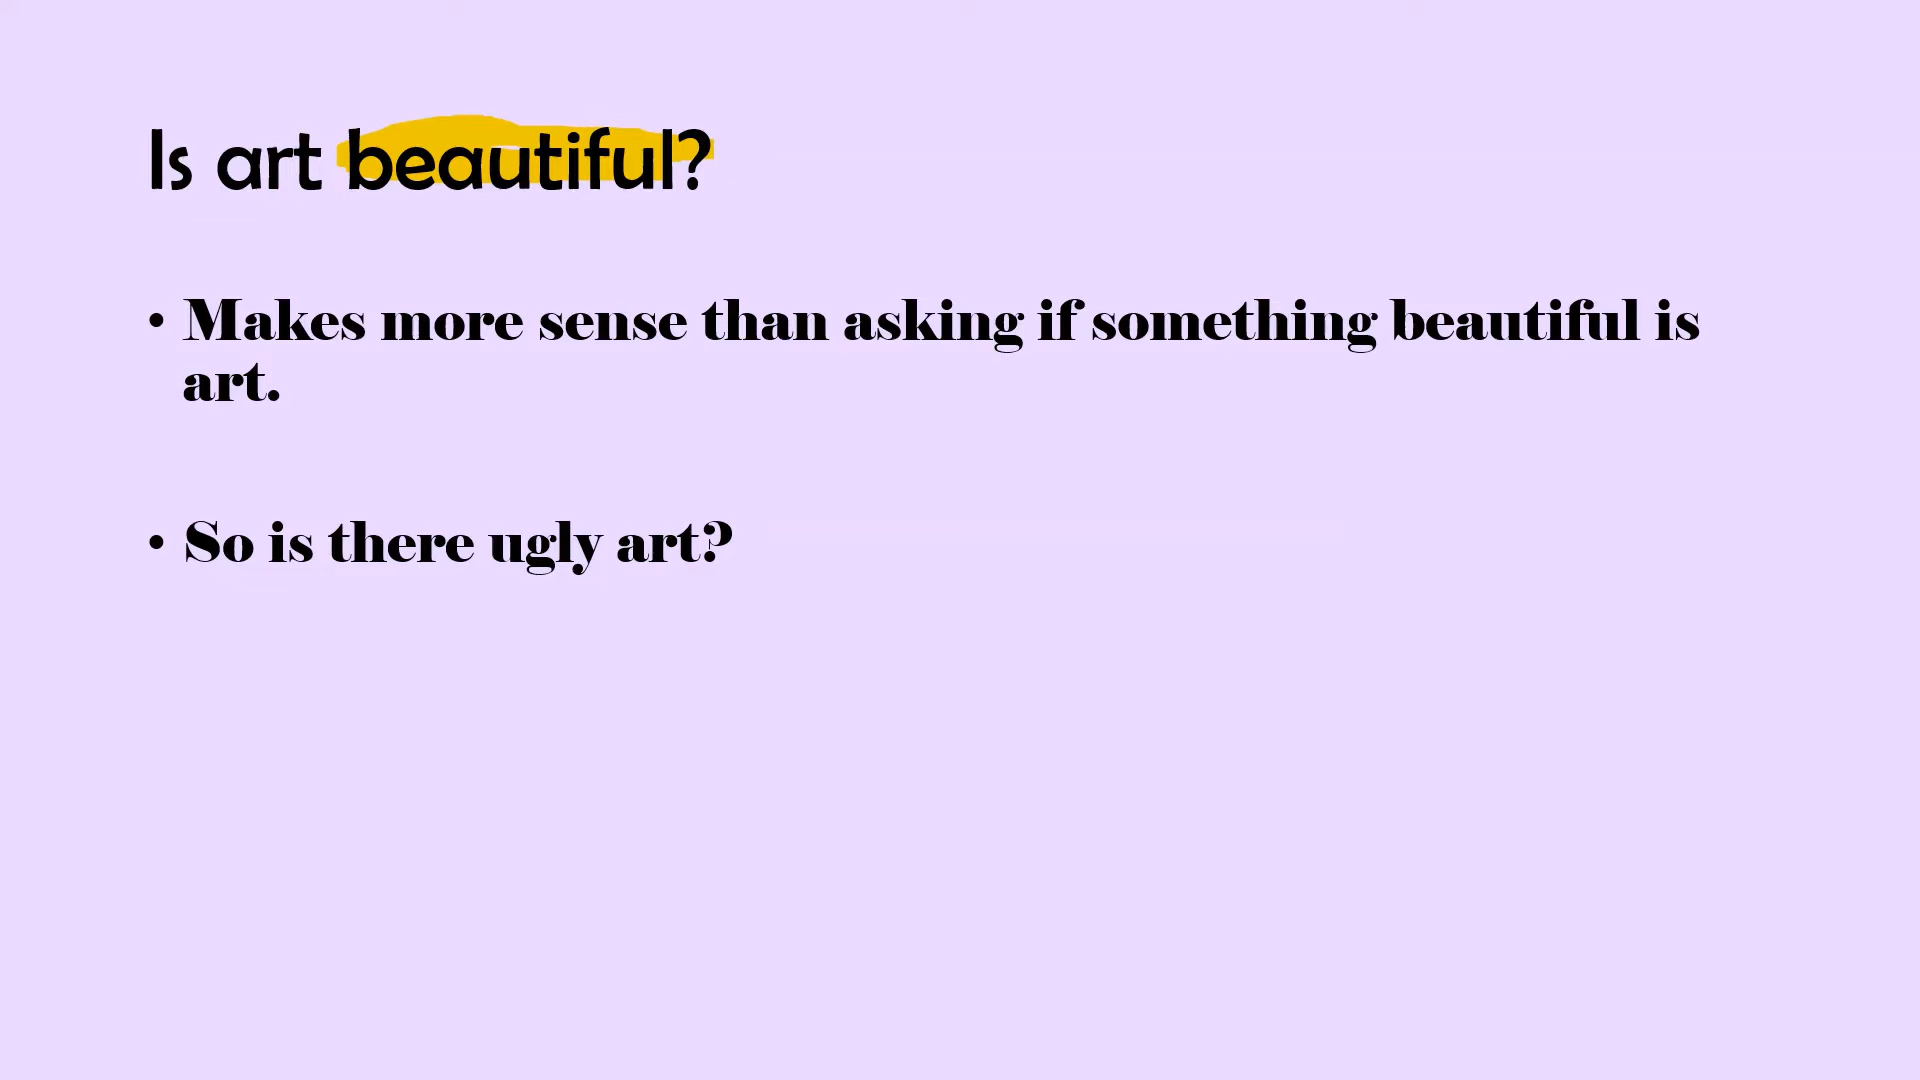 Is art beautiful?
• Makes more sense than asking if something beautiful is
art.
• So is there ugly art?